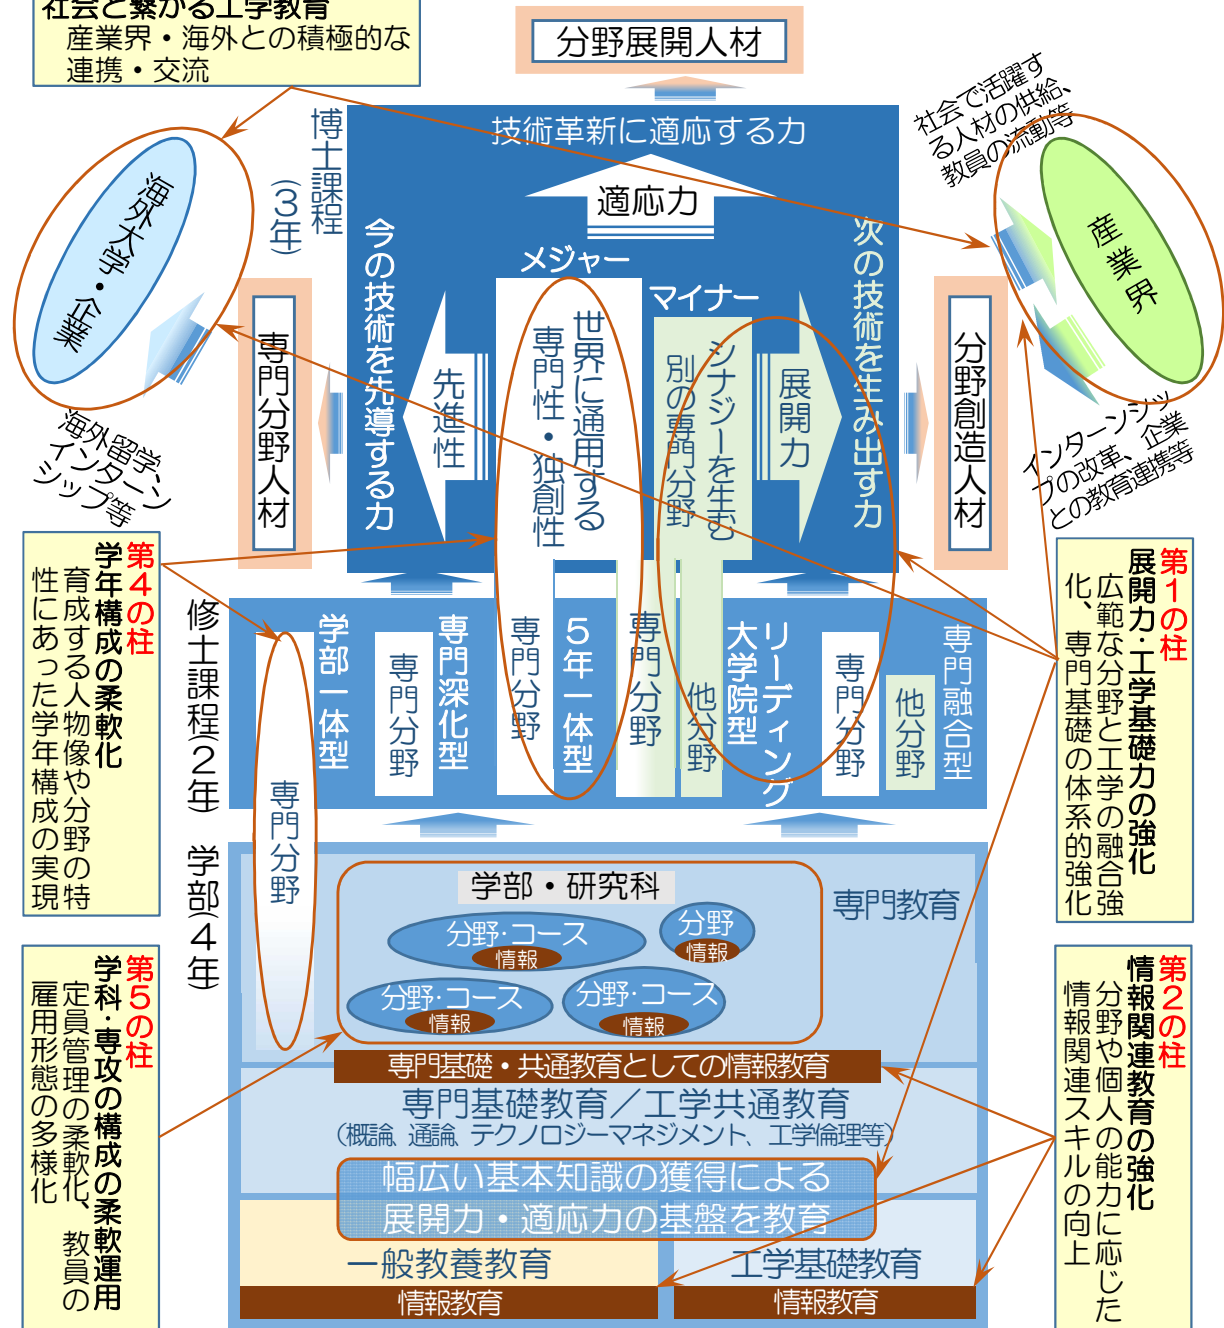 社会と繋がる工学教育
産業界・海外との積極的な
連携・交流
分野展開人材
社会で活躍す
る人材の供給、
教員の流動等
博士課程
（３年）
技術革新に適応する力
適応力
海外大学・企業
産業界
今の技術を先導する力
次の技術を生み出す力
メジャー
マイナー
世界に通用する
専門性・独創性
シナジーを生む
別の専門分野
先進性
展開力
専門分野人材
分野創造人材
海外留学、
インターン
シップ等
インターンシッ
プの改革、企業
との教育連携等
第４の柱
学年構成の柔軟化
育成する人物像や分野の特
性にあった学年構成の実現
第１の柱
展開力・工学基礎力の強化
広範な分野と工学の融合強
化、専門基礎の体系的強化
修士課程（２年）
学部一体型
専門分野
専門深化型
専門分野
５年一体型
専門分野
他分野
リーディング
大学院型
専門分野
他分野
専門融合型
専門分野
学部（４年）
学部・研究科
専門教育
分野・コース
情報
分野
情報
分野・コース
情報
分野・コース
情報
専門基礎・共通教育としての情報教育
専門基礎教育／工学共通教育
（概論、通論、テクノロジーマネジメント、工学倫理等）
幅広い基本知識の獲得による
展開力・適応力の基盤を教育
一般教養教育
工学基礎教育
情報教育
情報教育
第５の柱
学科・専攻の構成の柔軟運用
定員管理の柔軟化、教員の
雇用形態の多様化
第２の柱
情報関連教育の強化
分野や個人の能力に応じた
情報関連スキルの向上